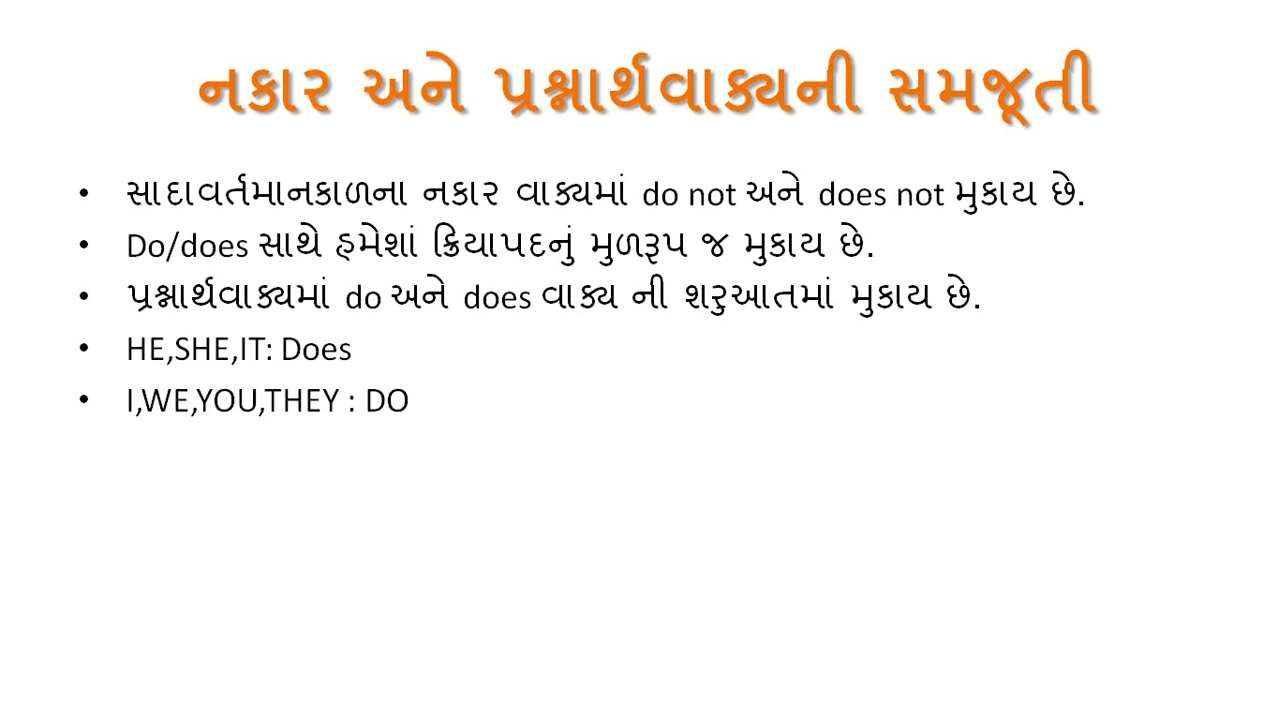 નકાર અને પ્રશ્નાર્થવાક્યની સમજૂતી
• સાદાવર્તમાનકાળના નકાર વાક્યમાં do not અને does not મુકાય છે.
• Do/does સાથે હમેશાં ક્રિયાપદનું મુળરૂપ જ મુકાય છે.
• પ્રશ્નાર્થવાક્યમાં do અને does વાક્ય ની શરુઆતમાં મુકાય છે.
• HE,SHE,IT: Does
• I,WE,YOU,THEY : DO